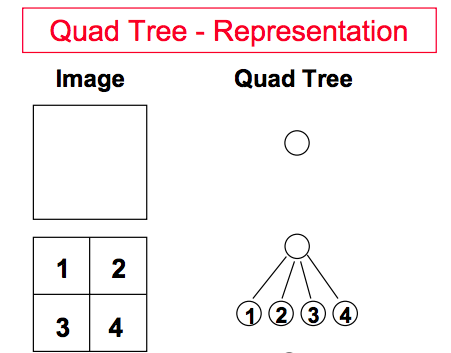 Quad Tree - Representation
Image Quad Tree
1 2
3 4
1 2 3 4